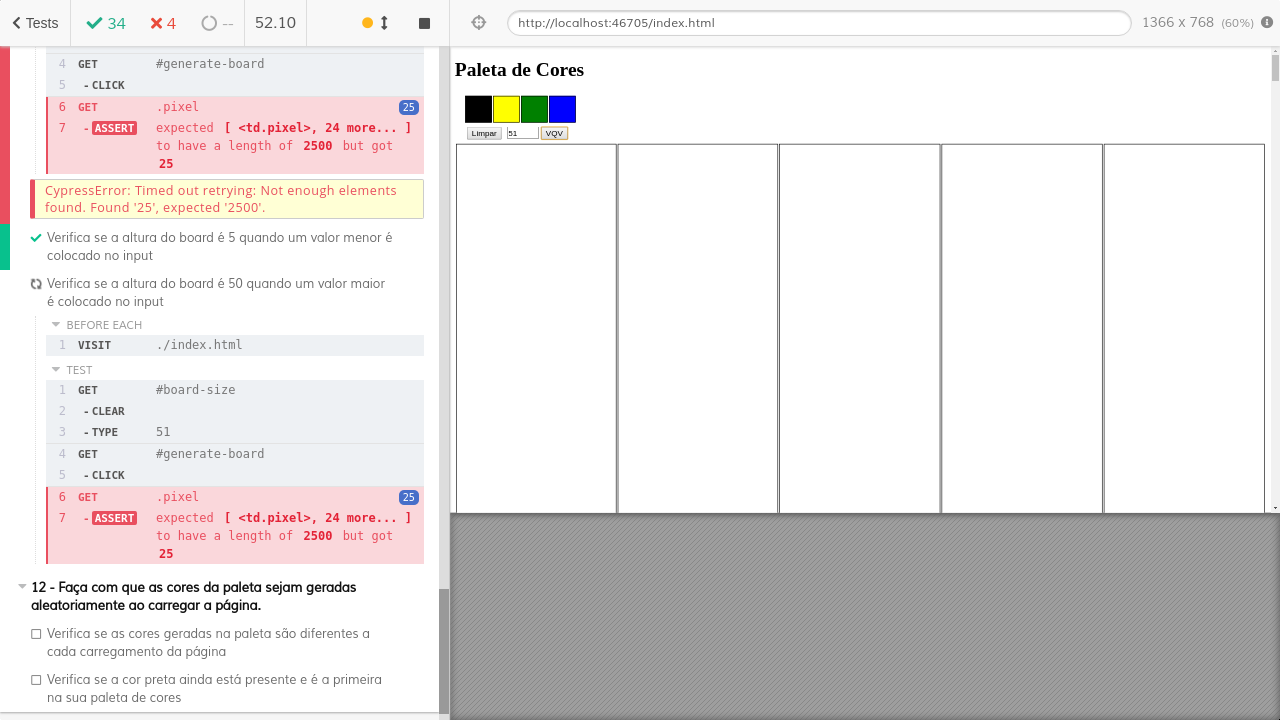 Tests
34
4
--
52.10
http://localhost:46705/index.html
1366 x 768 (60%)
4 GET #generate-board
5 - CLICK
6 GET .pixel 25
7 - ASSERT expected [ <td.pixel>, 24 more... ]
to have a length of 2500 but got
25
CypressError: Timed out retrying: Not enough elements
found. Found '25', expected '2500'.
Verifica se a altura do board é 5 quando um valor menor é
colocado no input
Verifica se a altura do board é 50 quando um valor maior
é colocado no input
BEFORE EACH
1 VISIT ./index.html
TEST
1 GET #board-size
2 - CLEAR
3 - TYPE 51
4 GET #generate-board
5 - CLICK
6 GET .pixel 25
7 - ASSERT expected [ <td.pixel>, 24 more... ]
to have a length of 2500 but got
25
12 - Faça com que as cores da paleta sejam geradas
aleatoriamente ao carregar a página.
Verifica se as cores geradas na paleta são diferentes a
cada carregamento da página
Verifica se a cor preta ainda está presente e é a primeira
na sua paleta de cores
Paleta de Cores
Limpar 51 VQV